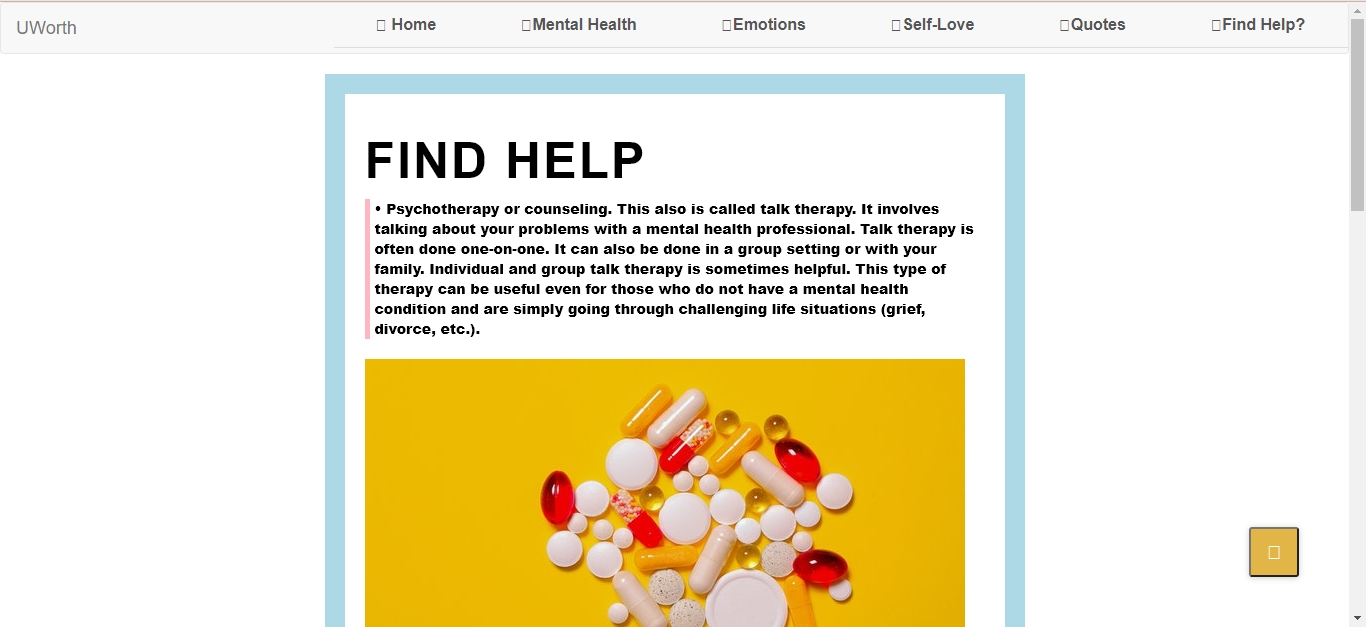 UWorth
Home
Mental Health
Emotions
Self-Love
Quotes
Find Help?
FIND HELP
• Psychotherapy or counseling. This also is called talk therapy. It involves
talking about your problems with a mental health professional. Talk therapy is
often done one-on-one. It can also be done in a group setting or with your
family. Individual and group talk therapy is sometimes helpful. This type of
therapy can be useful even for those who do not have a mental health
condition and are simply going through challenging life situations (grief,
divorce, etc.).